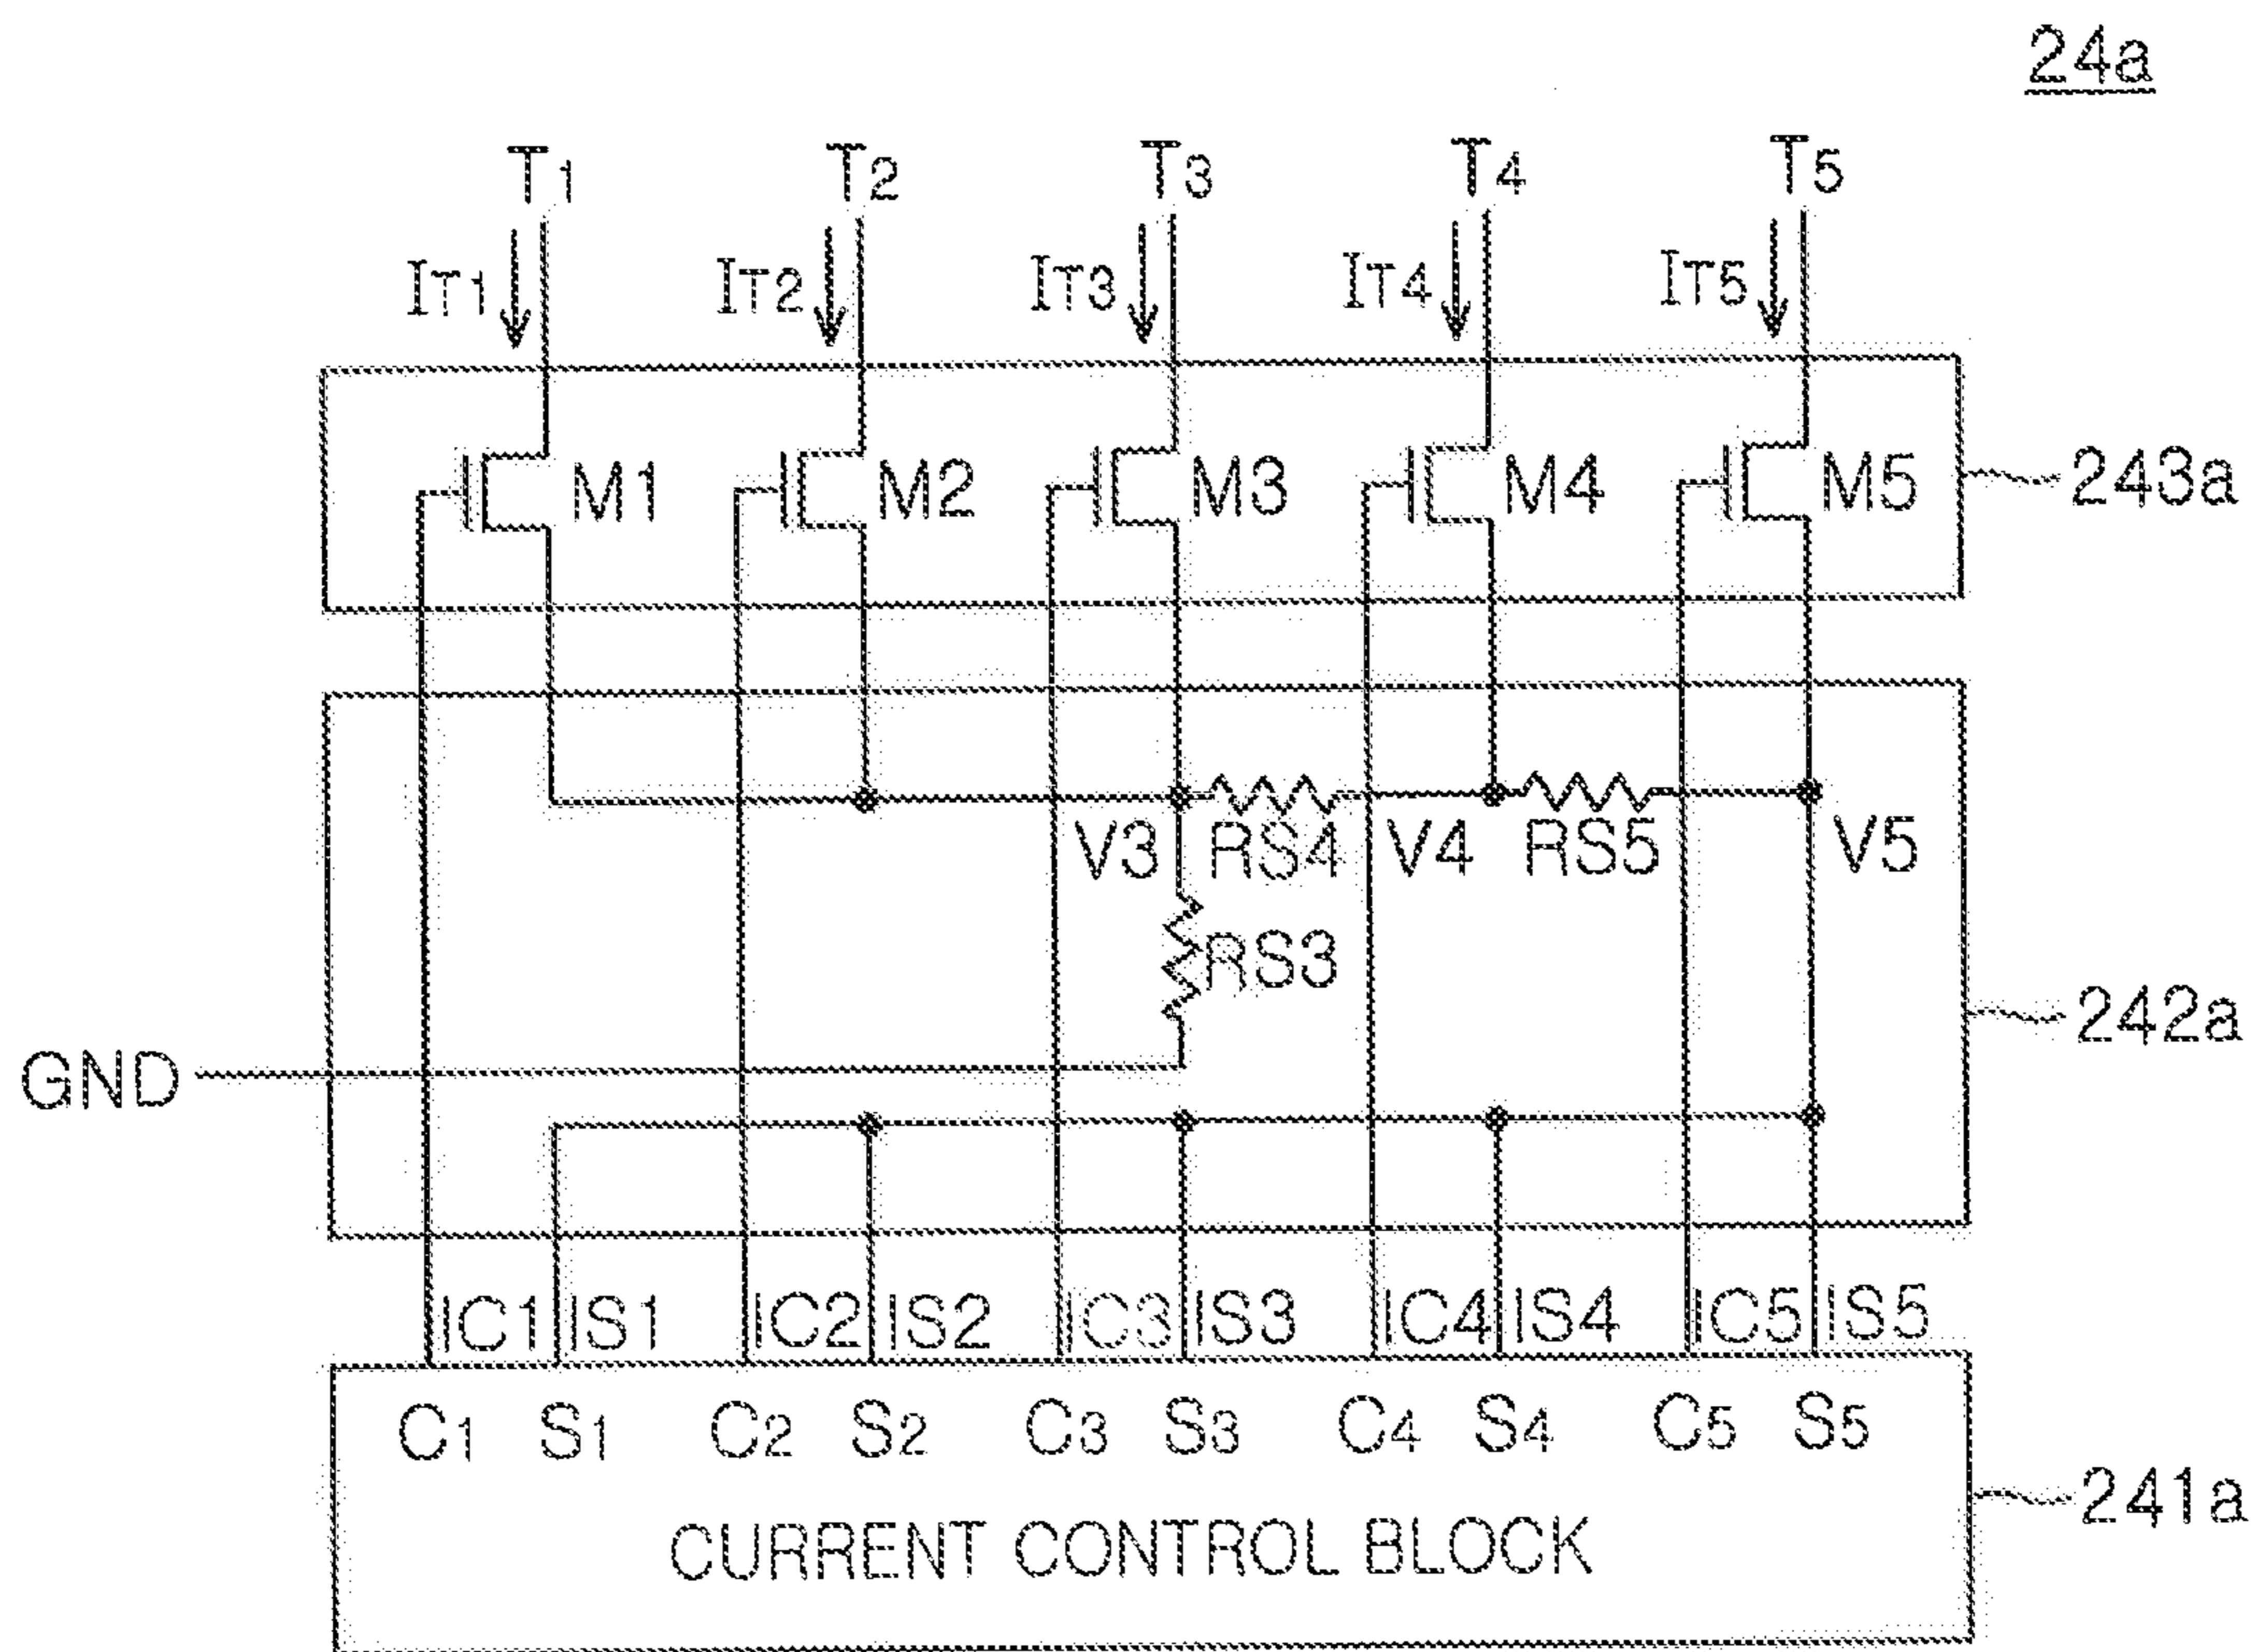 24a
T1 T2 T3 T4 T5
IT1 IT2 IT3 IT4 IT5
M1 M2 M3 M4 M5 243a
V3 RS4 V4 RS5 V5
RS3
242a
GND
IC1 IS1 IC2 IS2 IC3 IS3 IC4 IS4 IC5 IS5
C1 S1 C2 S2 C3 S3 C4 S4 C5 S5
241a
CURRENT CONTROL BLOCK